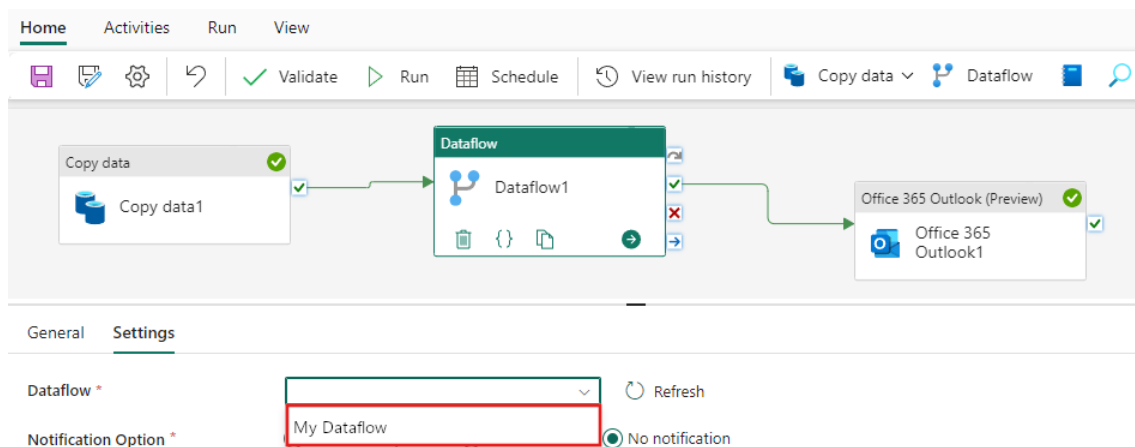 Home Activities Run View
Validate Run Schedule View run history Copy data Dataflow
Copy data
Copy data1
Dataflow
Dataflow1
Office 365 Outlook (Preview)
Office 365
Outlook1
General Settings
Dataflow *
Refresh
My Dataflow
Notification Option *
No notification